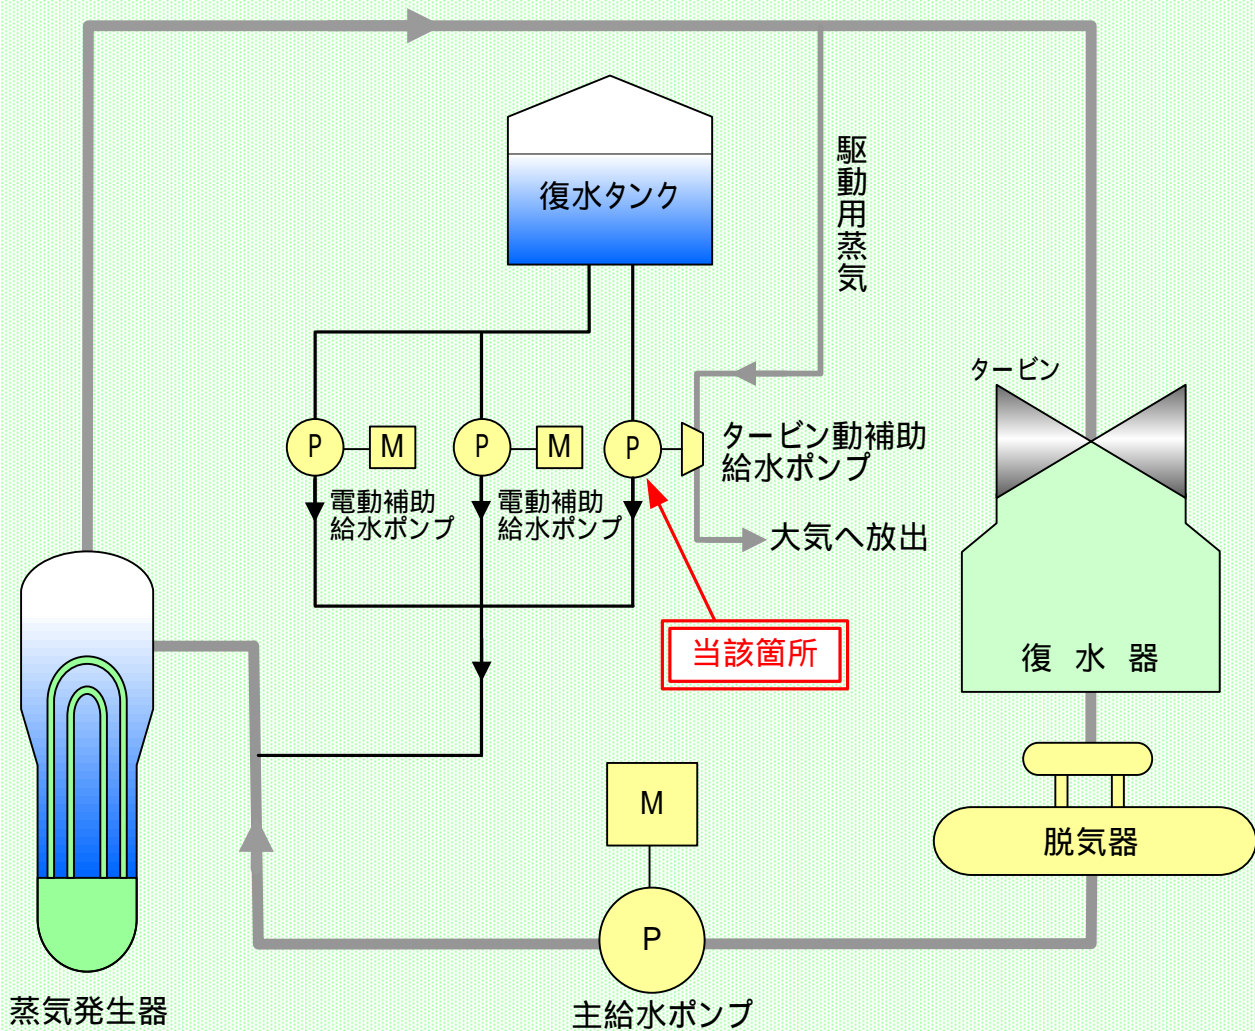 復水タンク
駆動用蒸気
タービン
P
M
P
M
P
タービン動補助
給水ポンプ
電動補助
給水ポンプ
電動補助
給水ポンプ
大気へ放出
当該箇所
復水器
M
脱気器
P
蒸気発生器
主給水ポンプ